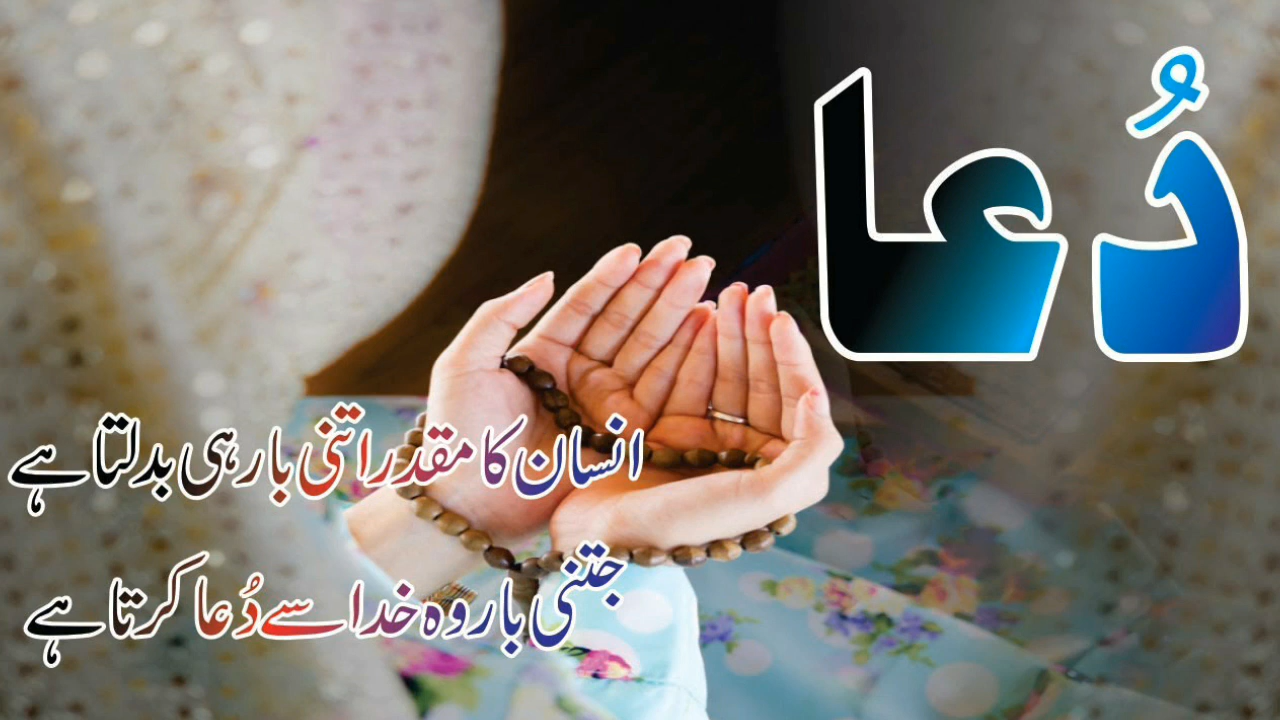 دُعا
انسان کا مقدر اتنی بار ہی بدلتا ہے
جتنی بار وہ خدا سے دُعا کرتا ہے